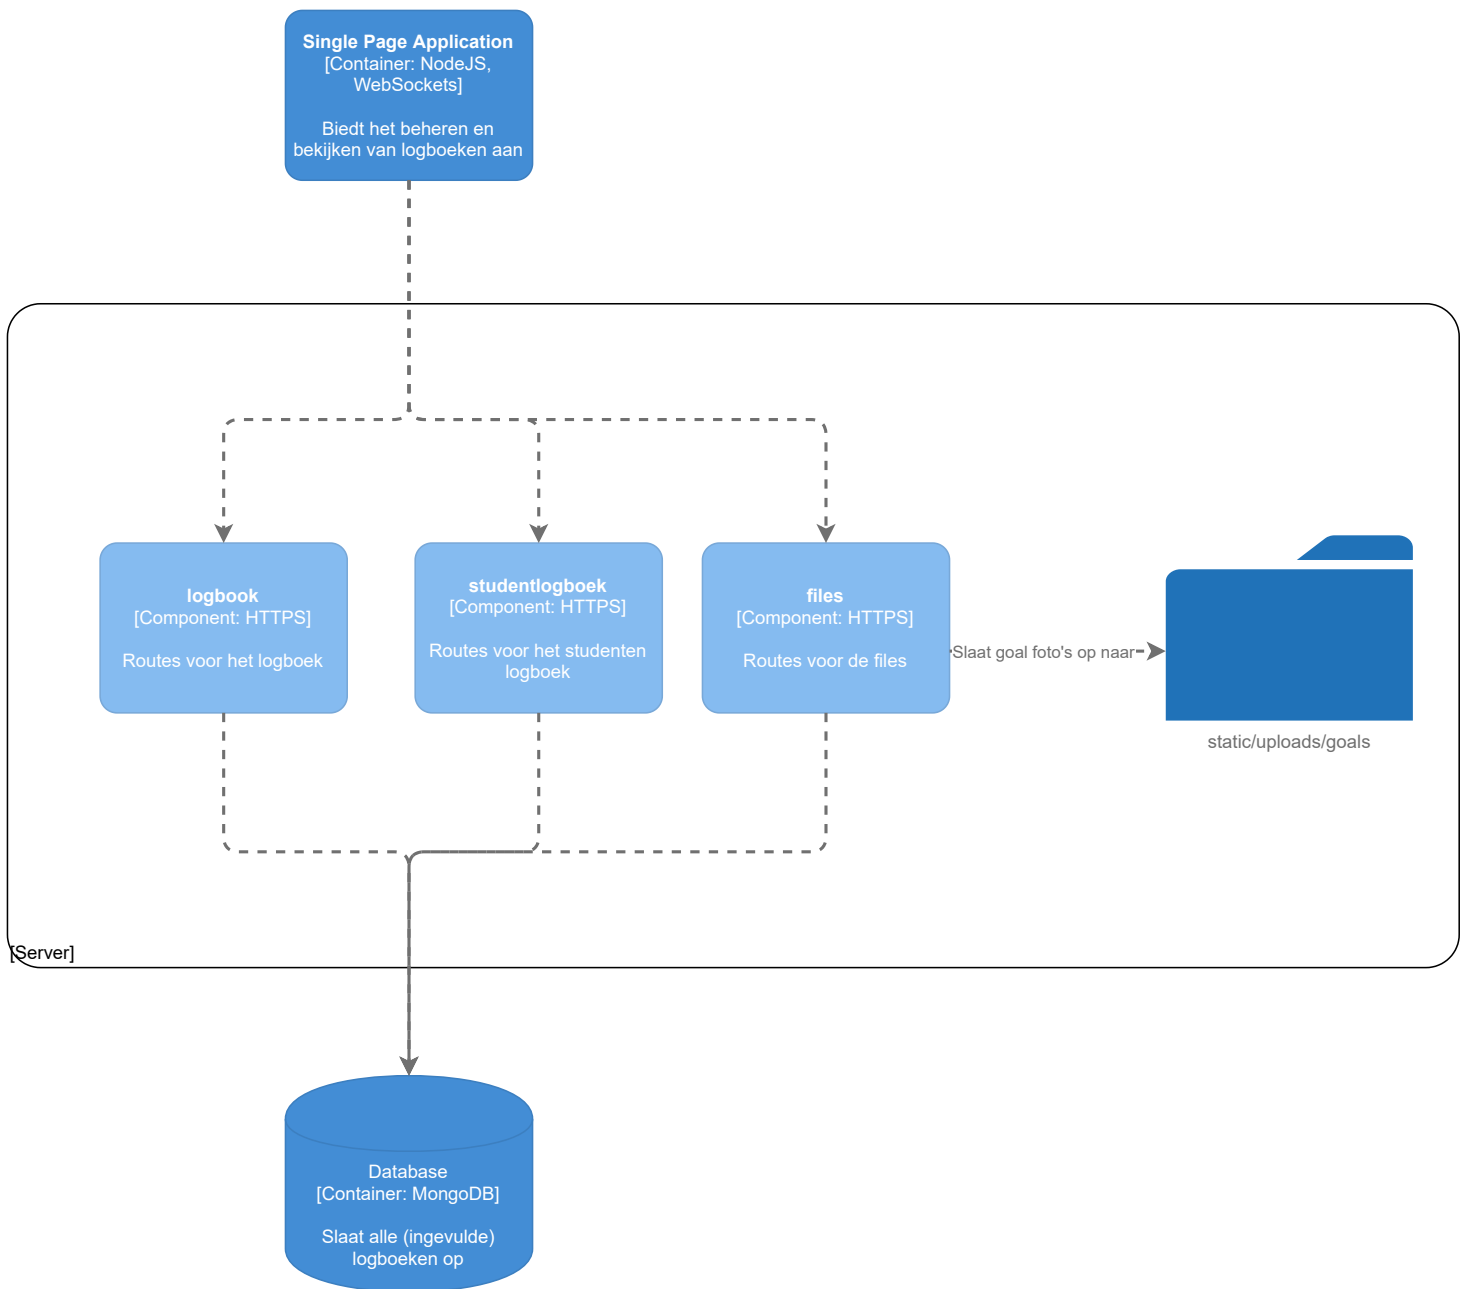 Single Page Application
[Container: NodeJS,
WebSockets]
Biedt het beheren en
bekijken van logboeken aan
logbook
[Component: HTTPS]
Routes voor het logboek
studentlogboek
[Component: HTTPS]
Routes voor het studenten
logboek
files
[Component: HTTPS]
Routes voor de files
Slaat goal foto's op naar
static/uploads/goals
[Server]
Database
[Container: MongoDB]
Slaat alle (ingevulde)
logboeken op